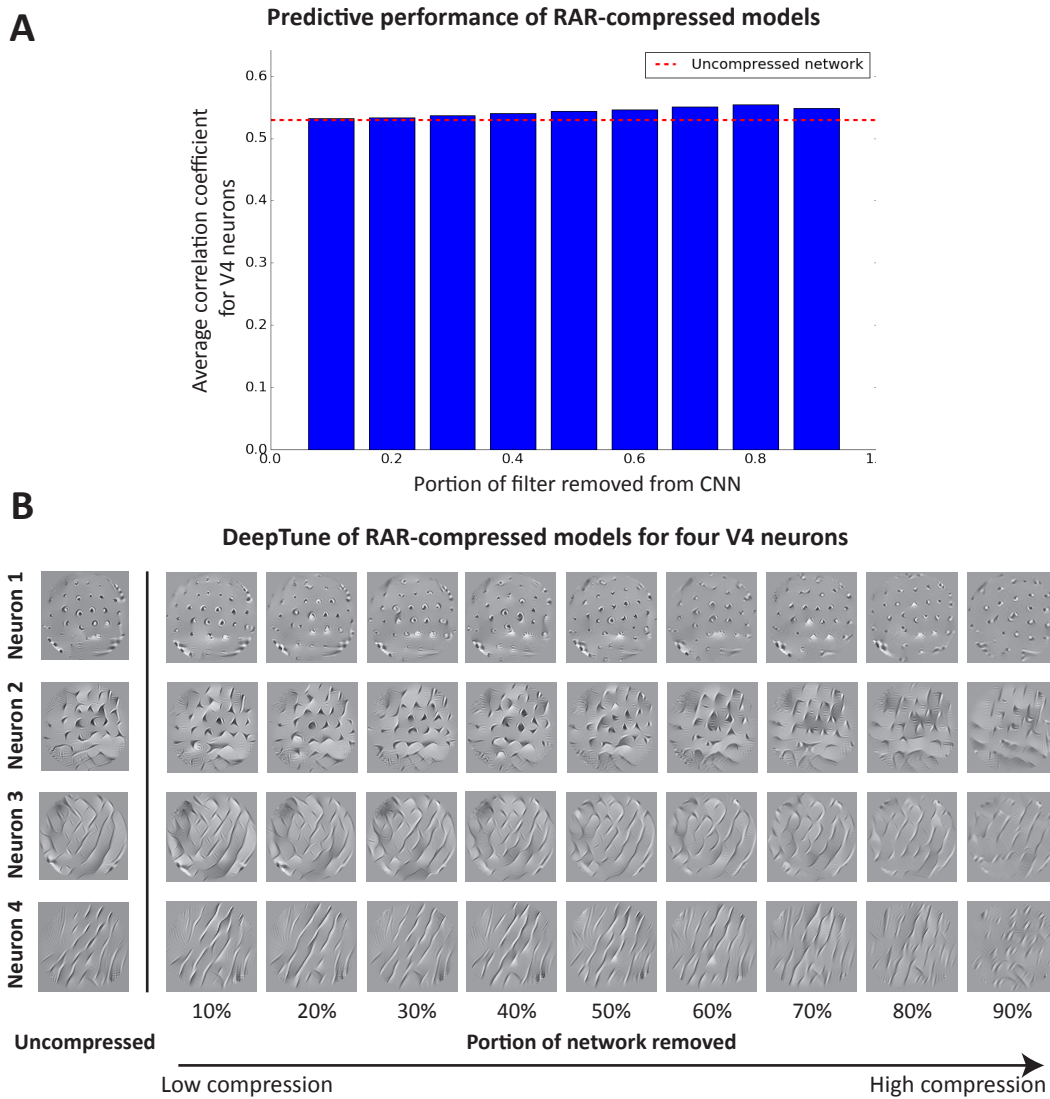 A
Predictive performance of RAR-compressed models
Uncompressed network
Average correlation coefficient
for V4 neurons
0.6
0.5
0.4
0.3
0.2
0.1
0.0
0.0 0.2 0.4 0.6 0.8 1.
Portion of filter removed from CNN
B
DeepTune of RAR-compressed models for four V4 neurons
Neuron 1
Neuron 2
Neuron 3
Neuron 4
10% 20% 30% 40% 50% 60% 70% 80% 90%
Uncompressed
Portion of network removed
Low compression
High compression